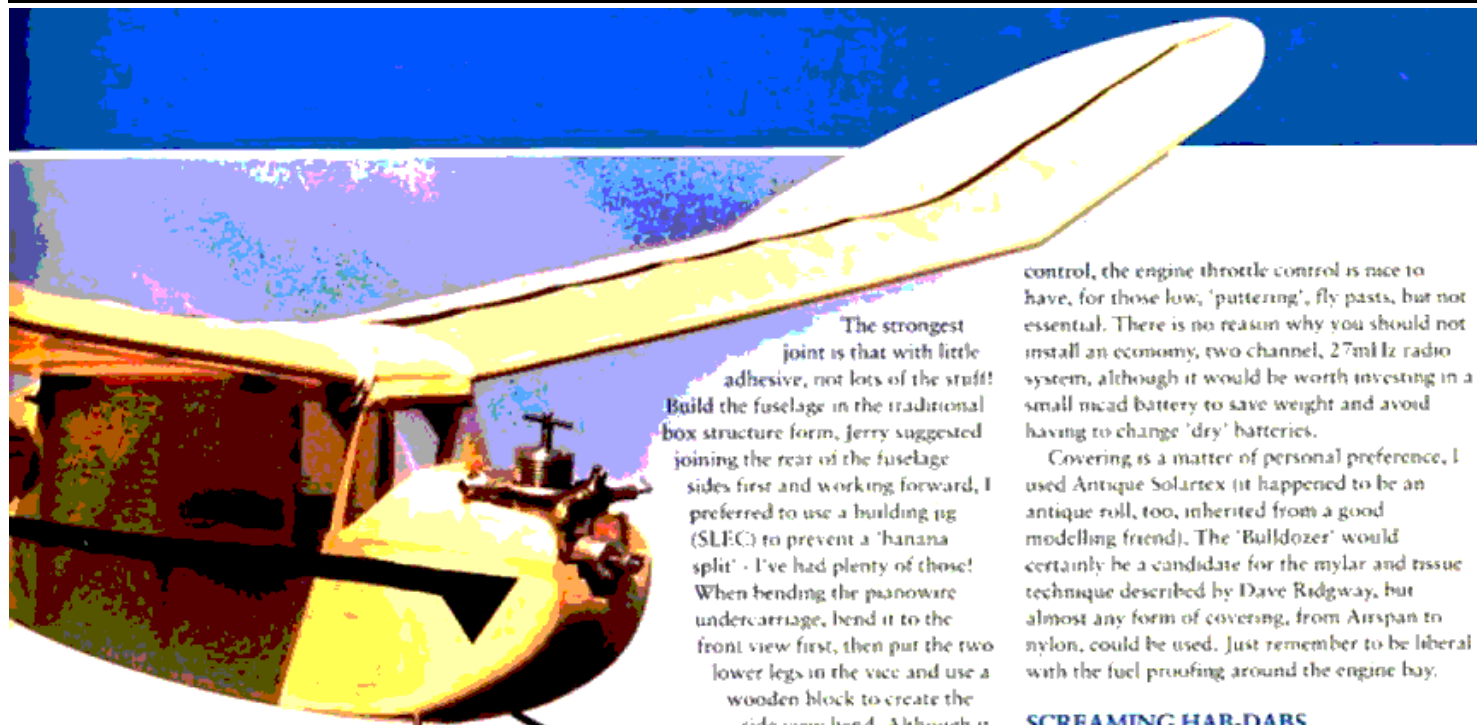 The strongest
joint is that with little
adhesive, not lots of the stuff!
Build the fuselage in the traditional
box structure form, Jerry suggested
joining the rear of the fuselage
sides first and working forward, I
preferred to use a building jig
(SLEC) to prevent a 'banana
split' - I've had plenty of those!
When bending the pianowire
undercarriage, bend it to the
front view first, then put the two
lower legs in the vice and use a
wooden block to create the
side view bend. Although it
control, the engine throttle control is nice to
have, for those low, 'puttering', fly pasts, but not
essential. There is no reason why you should not
install an economy, two channel, 27mHz radio
system, although it would be worth investing in a
small nicad battery to save weight and avoid
having to change 'dry' batteries.
Covering is a matter of personal preference, I
used Antique Solartex (it happened to be an
antique roll, too, inherited from a good
modelling friend). The 'Bulldozer' would
certainly be a candidate for the mylar and tissue
technique described by Dave Ridgway, but
almost any form of covering, from Airspan to
nylon, could be used. Just remember to be liberal
with the fuel proofing around the engine bay.
SCREAMING HAB-DABS